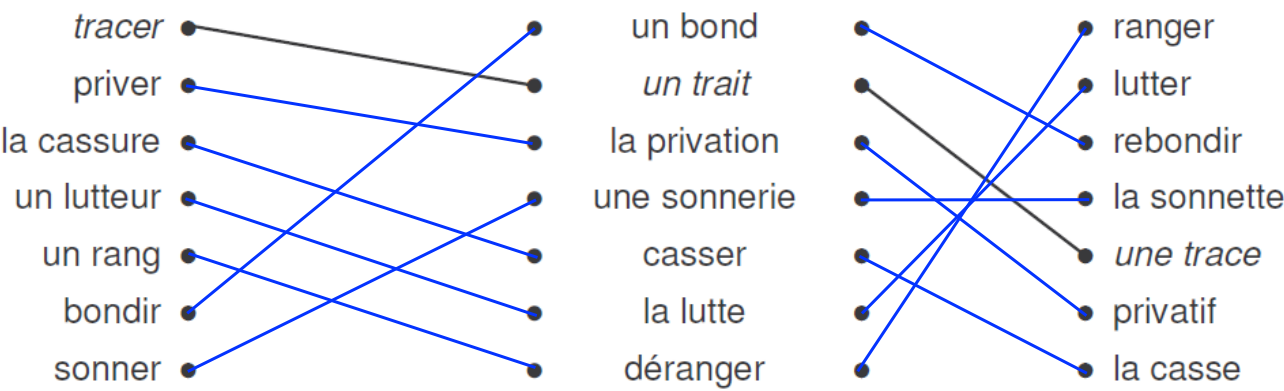 tracer un bond ranger
priver un trait lutter
la cassure la privation rebondir
un lutteur une sonnerie la sonnette
un rang casser une trace
bondir la lutte privatif
sonner déranger la casse